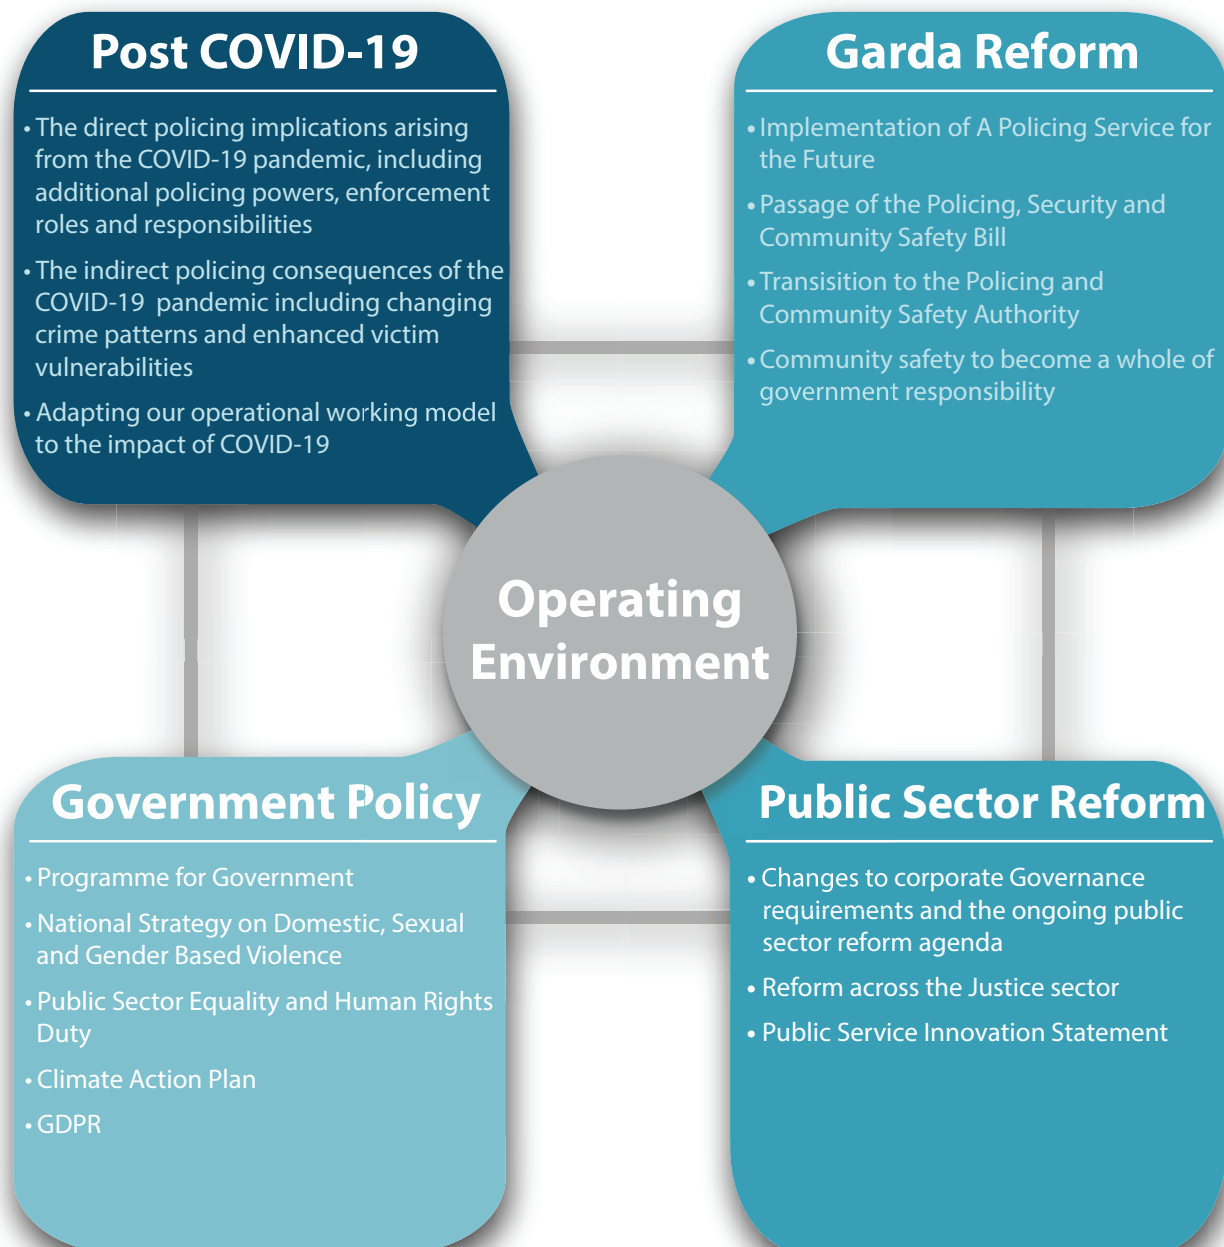 Post COVID-19
• The direct policing implications arising
from the COVID-19 pandemic, including
additional policing powers, enforcement
roles and responsibilities
• The indirect policing consequences of the
COVID-19 pandemic including changing
crime patterns and enhanced victim
vulnerabilities
• Adapting our operational working model
to the impact of COVID-19
Garda Reform
• Implementation of A Policing Service for
the Future
• Passage of the Policing, Security and
Community Safety Bill
• Transisition to the Policing and
Community Safety Authority
• Community safety to become a whole of
government responsibility
Operating
Environment
Government Policy
• Programme for Government
• National Strategy on Domestic, Sexual
and Gender Based Violence
• Public Sector Equality and Human Rights
Duty
• Climate Action Plan
• GDPR
Public Sector Reform
• Changes to corporate Governance
requirements and the ongoing public
sector reform agenda
• Reform across the Justice sector
• Public Service Innovation Statement